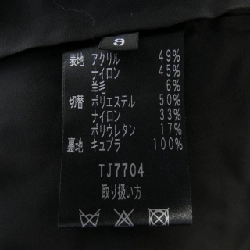 9
表地 アクリル 49%
ナイロン 45%
羊毛 6%
切替 ポリエステル 50%
ナイロン 33%
ポリウレタン 17%
裏地 キュプラ 100%
TJ7704
取り扱い方